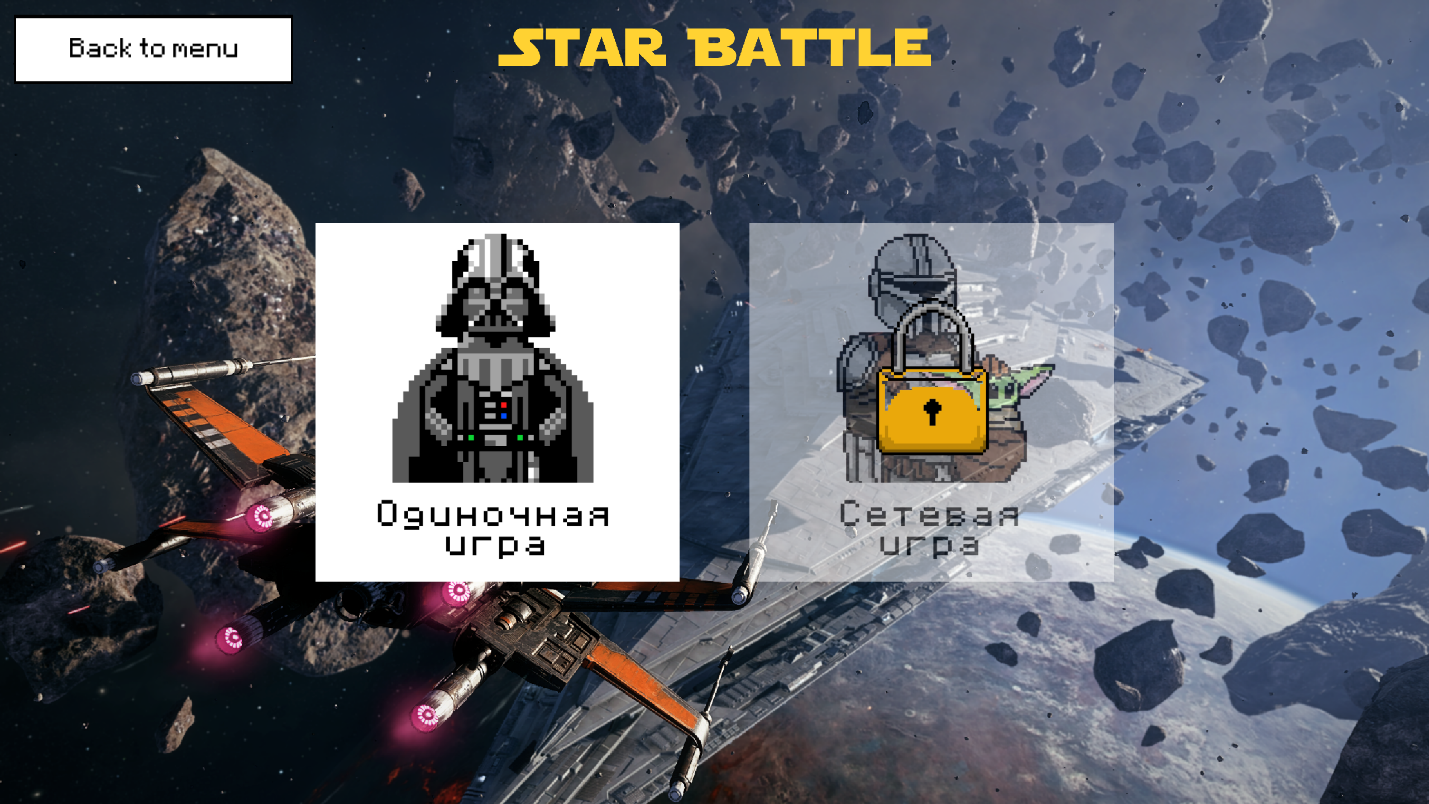 Back to menu
STAR BATTLE
Одиночная
игра
Сетевая
игра